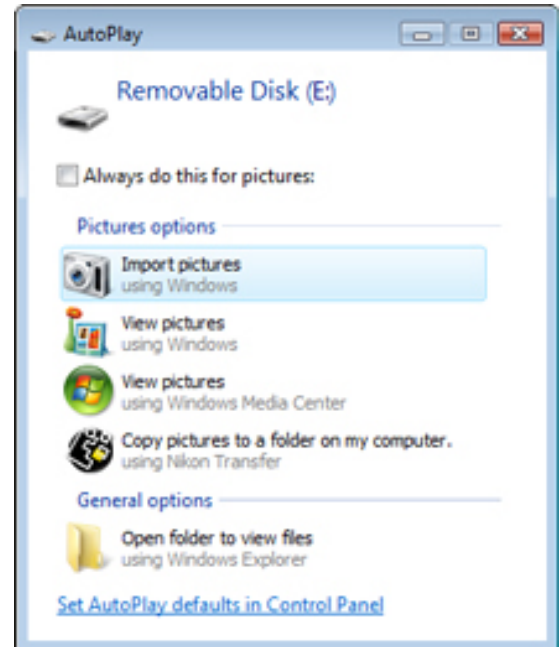 AutoPlay
Removable Disk (E:)
Always do this for pictures:
Pictures options
Import pictures
using Windows
View pictures
using Windows
View pictures
using Windows Media Center
Copy pictures to a folder on my computer.
using Nikon Transfer
General options
Open folder to view files
using Windows Explorer
Set AutoPlay defaults in Control Panel